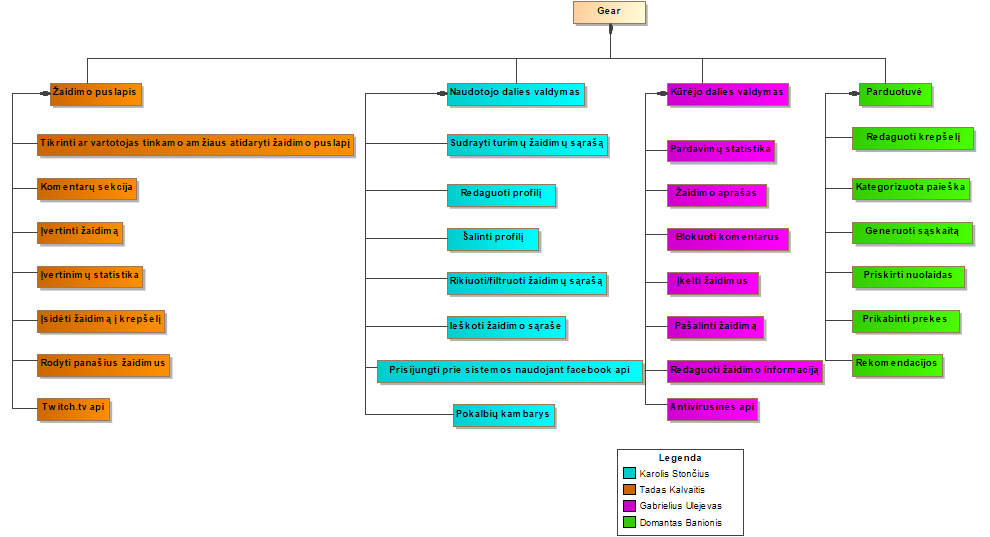 Gear
Žaidimo puslapis
Tikrinti ar vartotojas tinkamo amžiaus atidaryti žaidimo puslapį
Komentarų sekcija
Įvertinti žaidimą
Įvertinimų statistika
Įsidėti žaidimą į krepšelį
Rodyti panašius žaidimus
Twitch.tv api
Naudotojo dalies valdymas
Sudrayti turimų žaidimų sąrašą
Redaguoti profilį
Šalinti profilį
Rikiuoti/filtruoti žaidimų sąrašą
Ieškoti žaidimo sąraše
Prisijungti prie sistemos naudojant facebook api
Pokalbių kambarys
Kūrėjo dalies valdymas
Pardavimų statistika
Žaidimo aprašas
Blokuoti komentarus
Įkelti žaidimus
Pašalinti žaidimą
Redaguoti žaidimo informaciją
Antivirusinės api
Parduotuvė
Redaguoti krepšelį
Kategorizuota paieška
Generuoti sąskaitą
Priskirti nuolaidas
Prikabinti prekes
Rekomendacijos
Legenda
Karolis Stončius
Tadas Kalvaitis
Gabrielius Ulejevas
Domantas Banionis